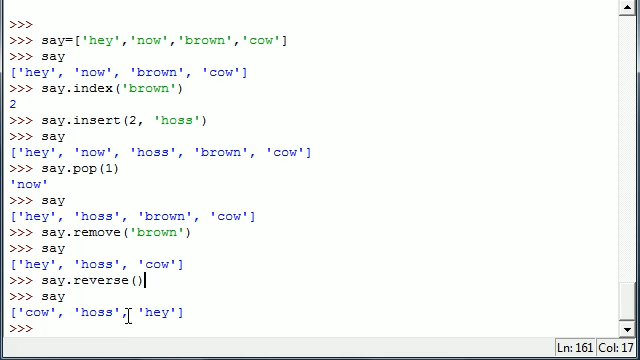 >>>
>>> say=['hey','now','brown','cow']
>>> say
['hey', 'now', 'brown', 'cow']
>>> say.index('brown')
2
>>> say.insert(2, 'hoss')
>>> say
['hey', 'now', 'hoss', 'brown', 'cow']
>>> say.pop(1)
'now'
>>> say
['hey', 'hoss', 'brown', 'cow']
>>> say.remove('brown')
>>> say
['hey', 'hoss', 'cow']
>>> say.reverse()
>>> say
['cow', 'hoss', 'hey']
>>>
Ln: 161 Col: 17